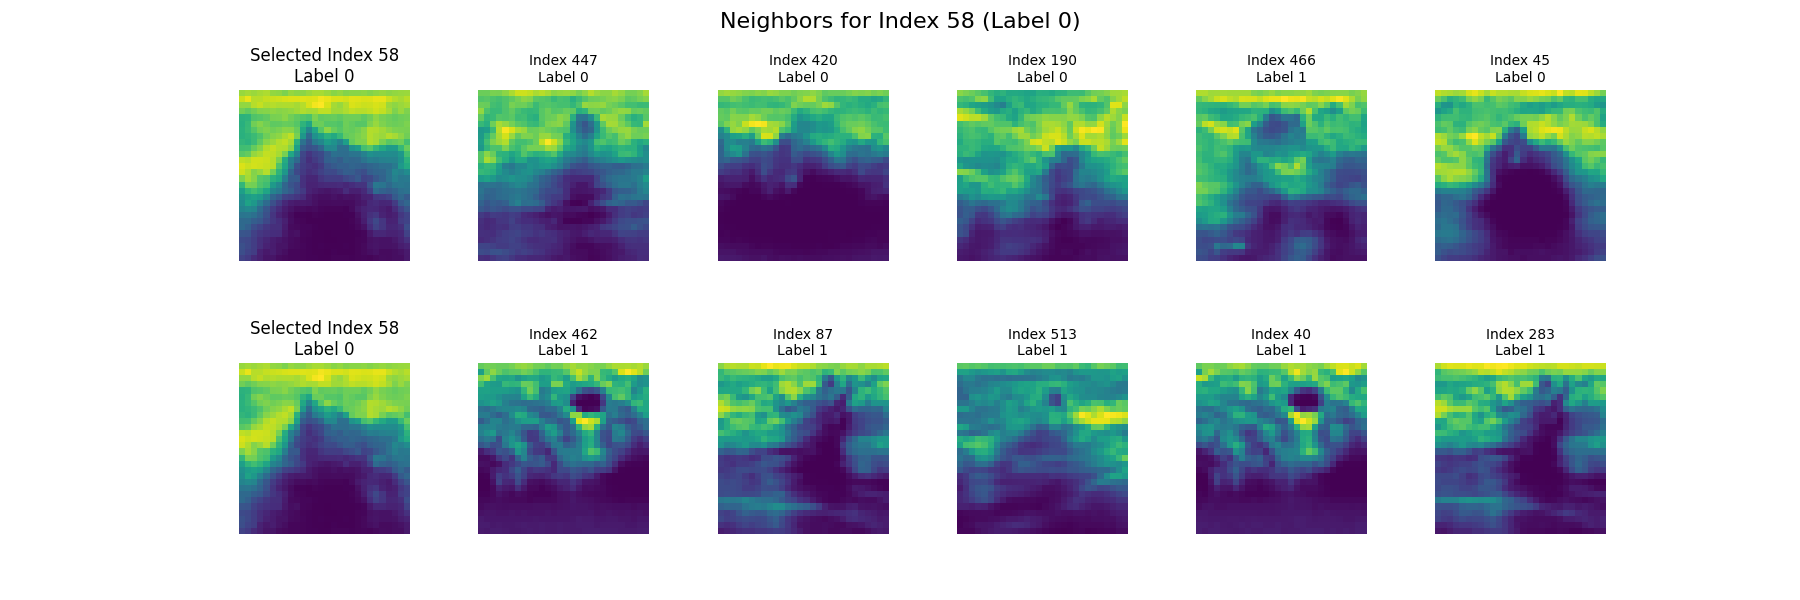 Neighbors for Index 58 (Label 0)
Selected Index 58
Label 0
Index 447
Label 0
Index 420
Label 0
Index 190
Label 0
Index 466
Label 1
Index 45
Label 0
Selected Index 58
Label 0
Index 462
Label 1
Index 87
Label 1
Index 513
Label 1
Index 40
Label 1
Index 283
Label 1